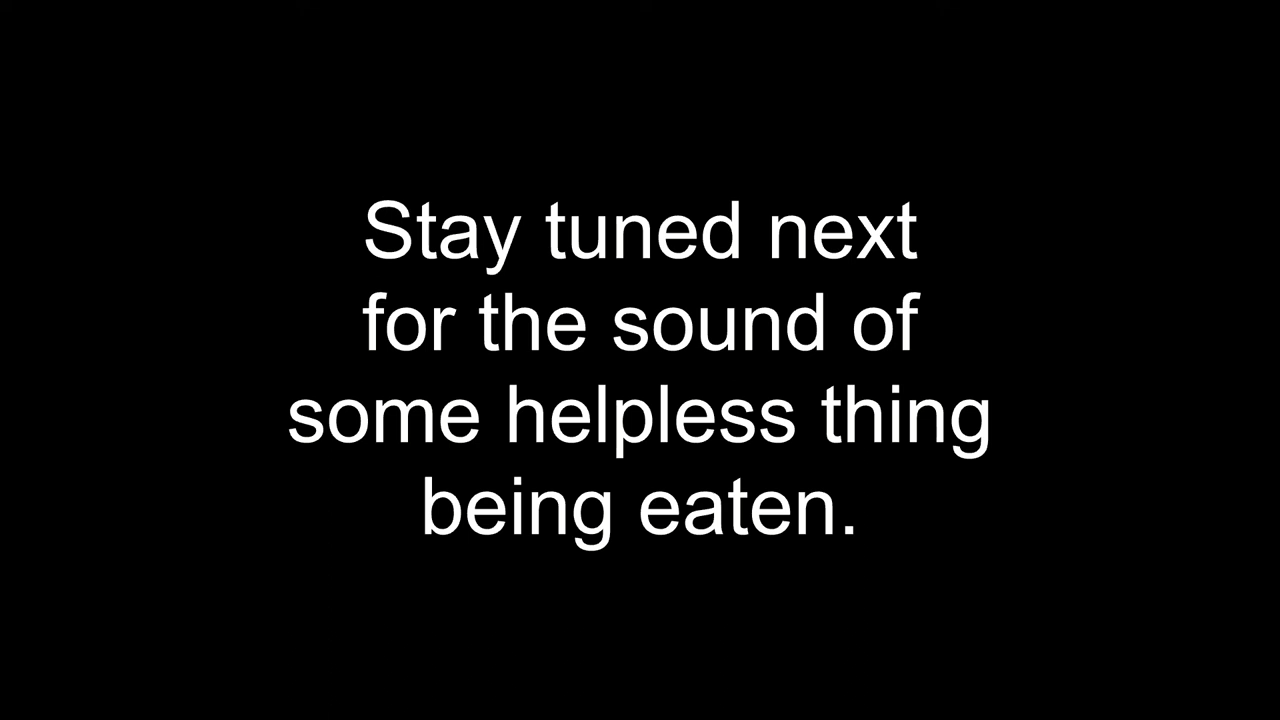 Stay tuned next
for the sound of
some helpless thing
being eaten.